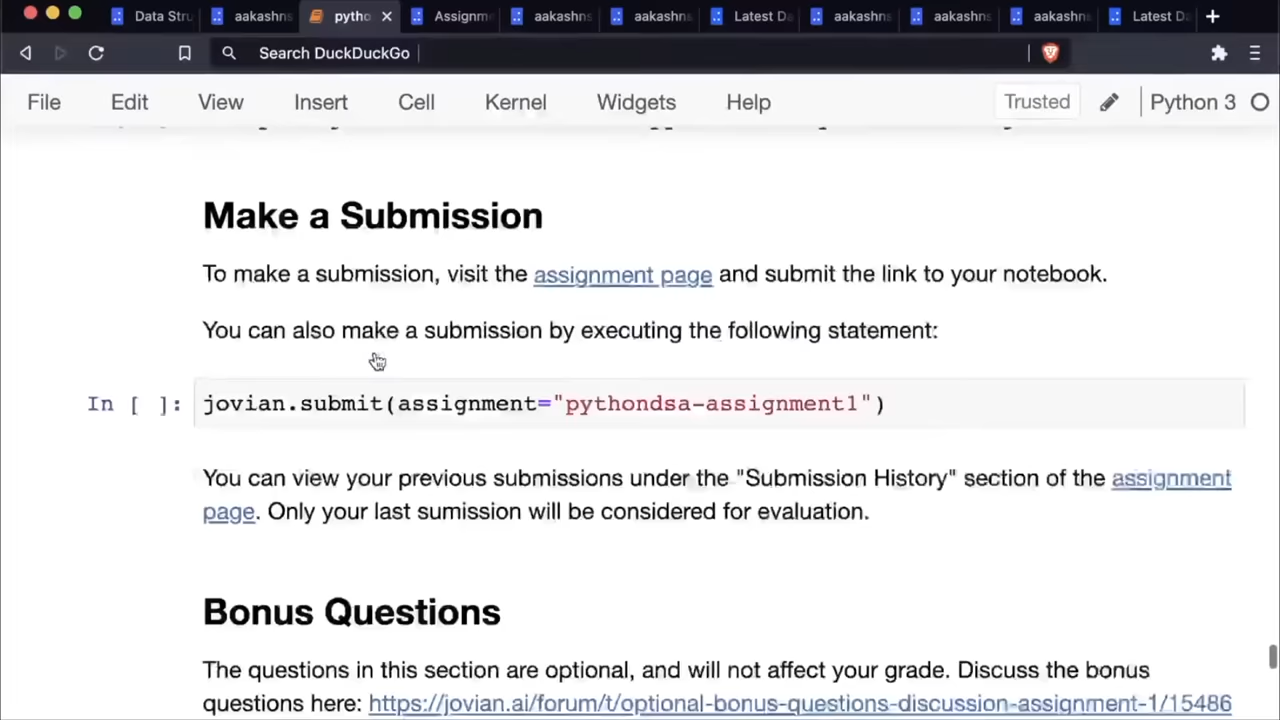 Data Stru aakashns pytho Assignm aakashns aakashns Latest Da aakashns aakashns aakashns Latest Da
Search DuckDuckGo
File Edit View Insert Cell Kernel Widgets Help Trusted Python 3
Make a Submission
To make a submission, visit the assignment page and submit the link to your notebook.
You can also make a submission by executing the following statement:
In [ ]: jovian.submit(assignment="pythondsa-assignment1")
You can view your previous submissions under the "Submission History" section of the assignment
page. Only your last sumission will be considered for evaluation.
Bonus Questions
The questions in this section are optional, and will not affect your grade. Discuss the bonus
questions here: https://jovian.ai/forum/t/optional-bonus-questions-discussion-assignment-1/15486